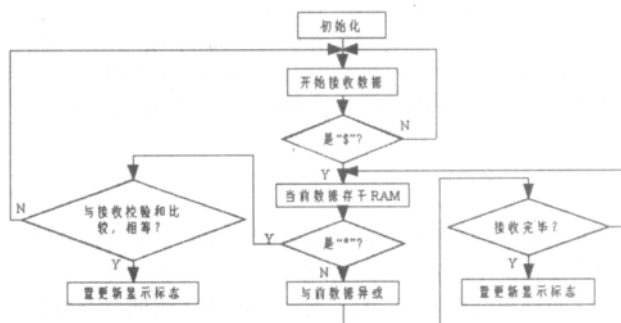 初始化
开始接收数据
是“$”?
N
Y
当前数据存于RAM
与接收校验和比
较，相等?
N
Y
是“*”?
Y
N
接收完毕?
Y
置更新显示标志
与前数据异或
置更新显示标志